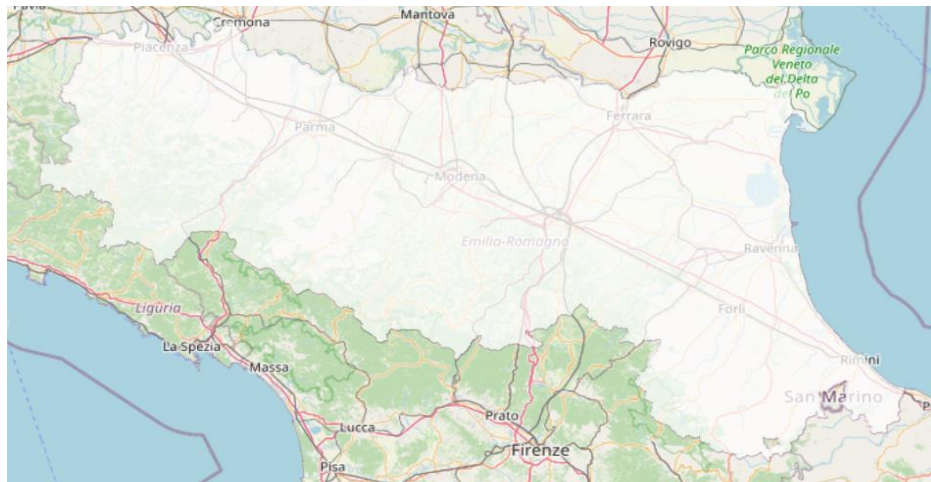 Pavia
Cremona
Mantova
Piacenza
Rovigo
Parco Regionale
Veneto
del Delta
del Po
Parma
Ferrara
Modena
Emilia-Romagna
Ravenna
Liguria
Forlì
La Spezia
Massa
Rimini
San Marino
Prato
Lucca
Firenze
Pisa